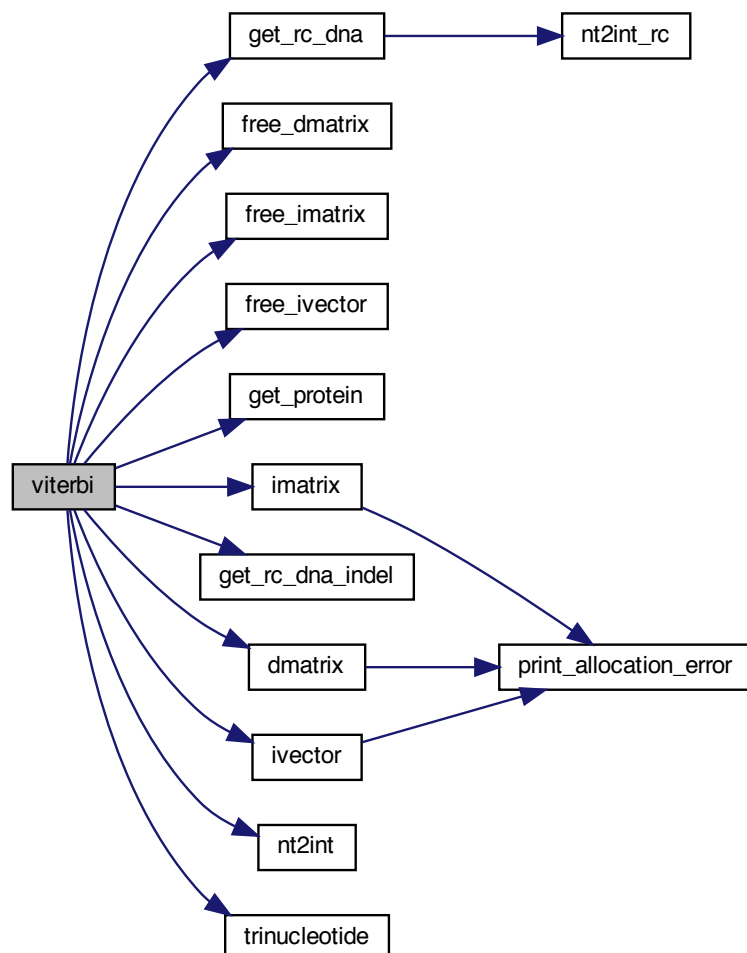 get_rc_dna
nt2int_rc
free_dmatrix
free_imatrix
free_ivector
get_protein
viterbi
imatrix
get_rc_dna_indel
dmatrix
print_allocation_error
ivector
nt2int
trinucleotide